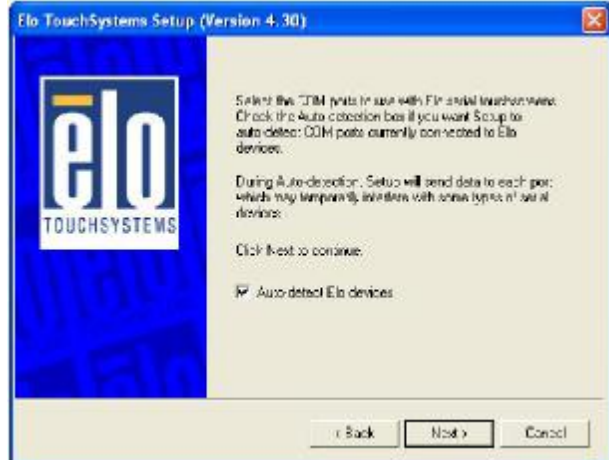 Elo TouchSystems Setup (Version 4.30)
elo
TOUCHSYSTEMS
Select the COM ports to use with Elo serial touchscreens.
Check the Auto-detection box if you want Setup to
auto-detect COM ports currently connected to Elo
devices.
During Auto-detection, Setup will send data to each port
which may temporarily interfere with some types of serial
devices.
Click Next to continue.
Auto-detect Elo devices
< Back
Next >
Cancel